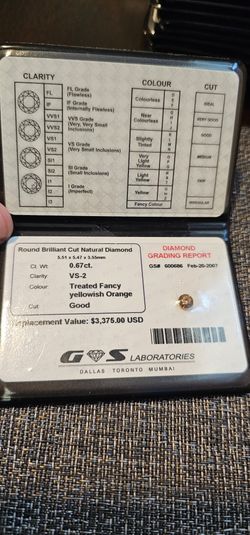 CLARITY
COLOUR
CUT
FL
FL Grade
(Flawless)
IF
IF Grade
(Internally Flawless)
VVS1
VVS2
VVS Grade
(Very, Very Small
Inclusions)
VS1
VS2
VS Grade
(Very Small Inclusions)
SI1
SI2
SI Grade
(Small Inclusions)
I1
I2
I3
I Grade
(Imperfect)
Colourless
Near
Colourless
Slightly
Tinted
Very
Light
Yellow
Light
Yellow
Fancy Colour
IDEAL
VERY GOOD
GOOD
MEDIUM
FAIR
IRREGULAR
Round Brilliant Cut Natural Diamond
5.51 x 5.47 x 3.55mm
Ct. Wt: 0.67ct.
Clarity: VS-2
Colour: Treated Fancy
yellowish Orange
Cut: Good
Replacement Value: $3,375.00 USD
DIAMOND
GRADING REPORT
GS# 600686 Feb-26-2007
G S LABORATORIES
DALLAS TORONTO MUMBAI